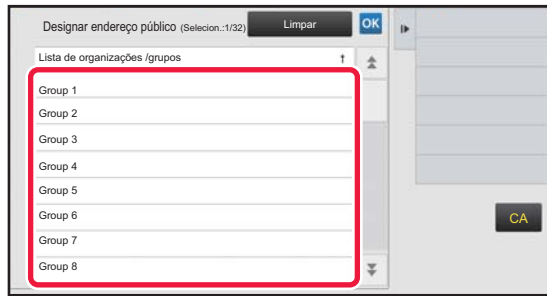 Designar endereço público (Selecion.:1/32) Limpar OK
Lista de organizações /grupos ↑
Group 1
Group 2
Group 3
Group 4
Group 5
Group 6
Group 7
Group 8
CA